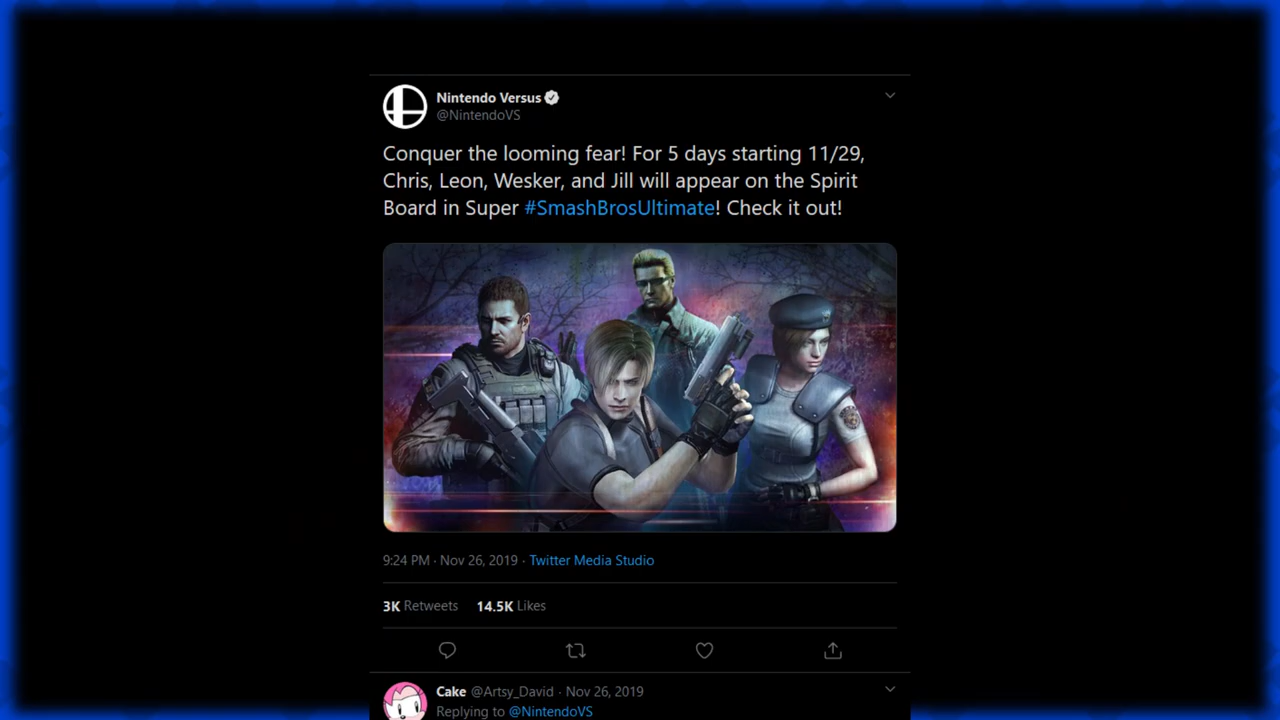 Nintendo Versus
@NintendoVS
Conquer the looming fear! For 5 days starting 11/29,
Chris, Leon, Wesker, and Jill will appear on the Spirit
Board in Super #SmashBrosUltimate! Check it out!
9:24 PM · Nov 26, 2019 · Twitter Media Studio
3K Retweets 14.5K Likes
Cake @Artsy_David · Nov 26, 2019
Replying to @NintendoVS